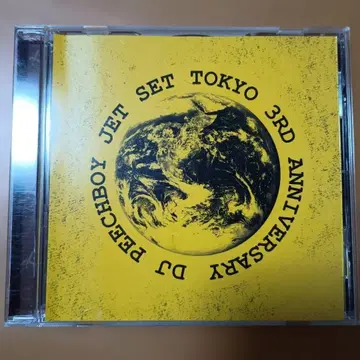 JET SET TOKYO 3RD ANNIVERSARY DJ PEECHBOY